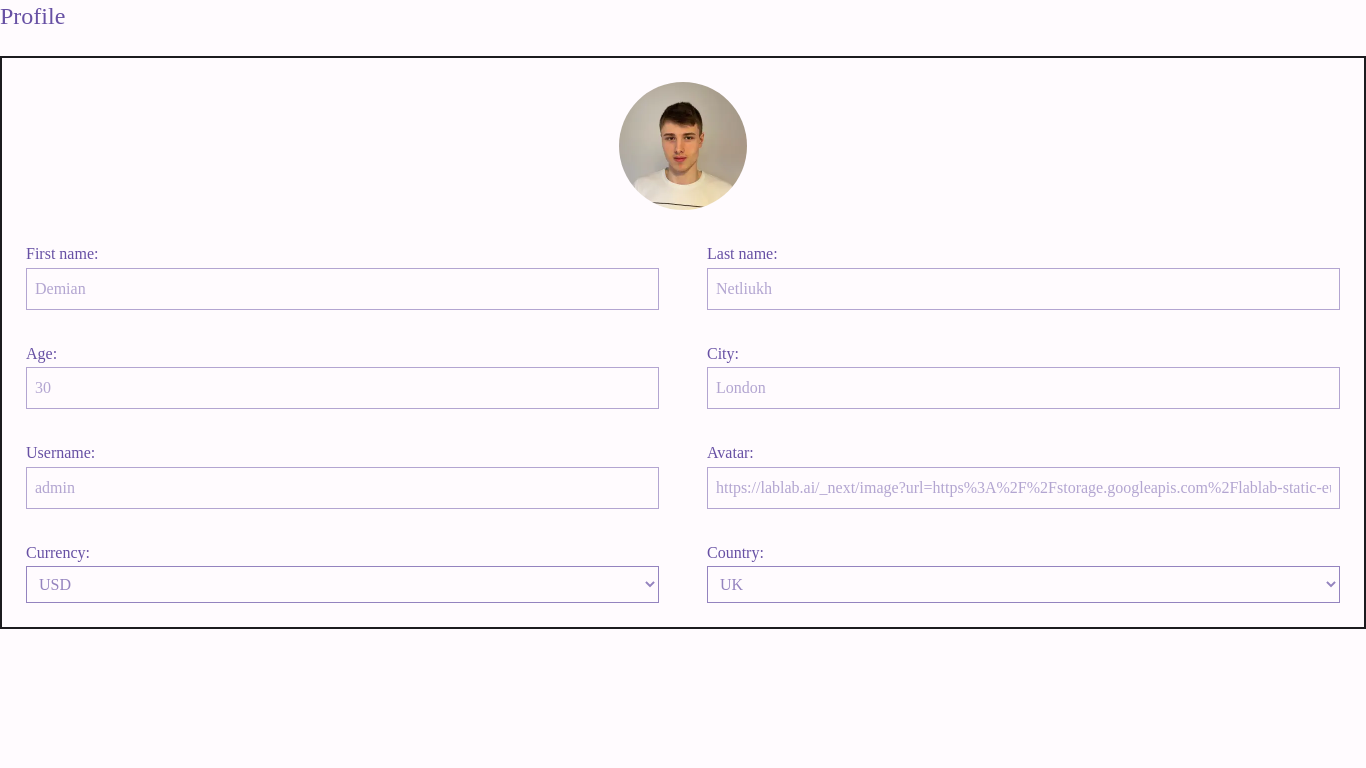 Profile
First name:
Last name:
Demian
Netliukh
Age:
City:
30
London
Username:
Avatar:
admin
https://lablab.ai/_next/image?url=https%3A%2F%2Fstorage.googleapis.com%2Flablab-static-eu
Currency:
Country:
USD
UK